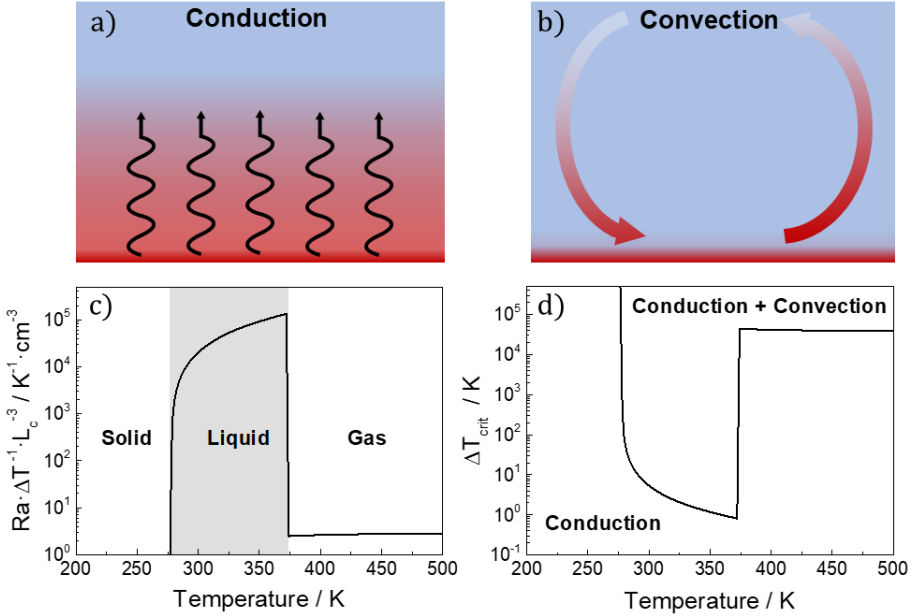 a)
Conduction
b)
Convection
c)
Ra·ΔT⁻¹·L_c⁻³ / K⁻¹·cm⁻³
10⁵
10⁴
10³
10²
10¹
10⁰
Solid
Liquid
Gas
200 250 300 350 400 450 500
Temperature / K
d)
Conduction + Convection
ΔT_crit / K
10⁵
10⁴
10³
10²
10¹
10⁰
10⁻¹
Conduction
200 250 300 350 400 450 500
Temperature / K